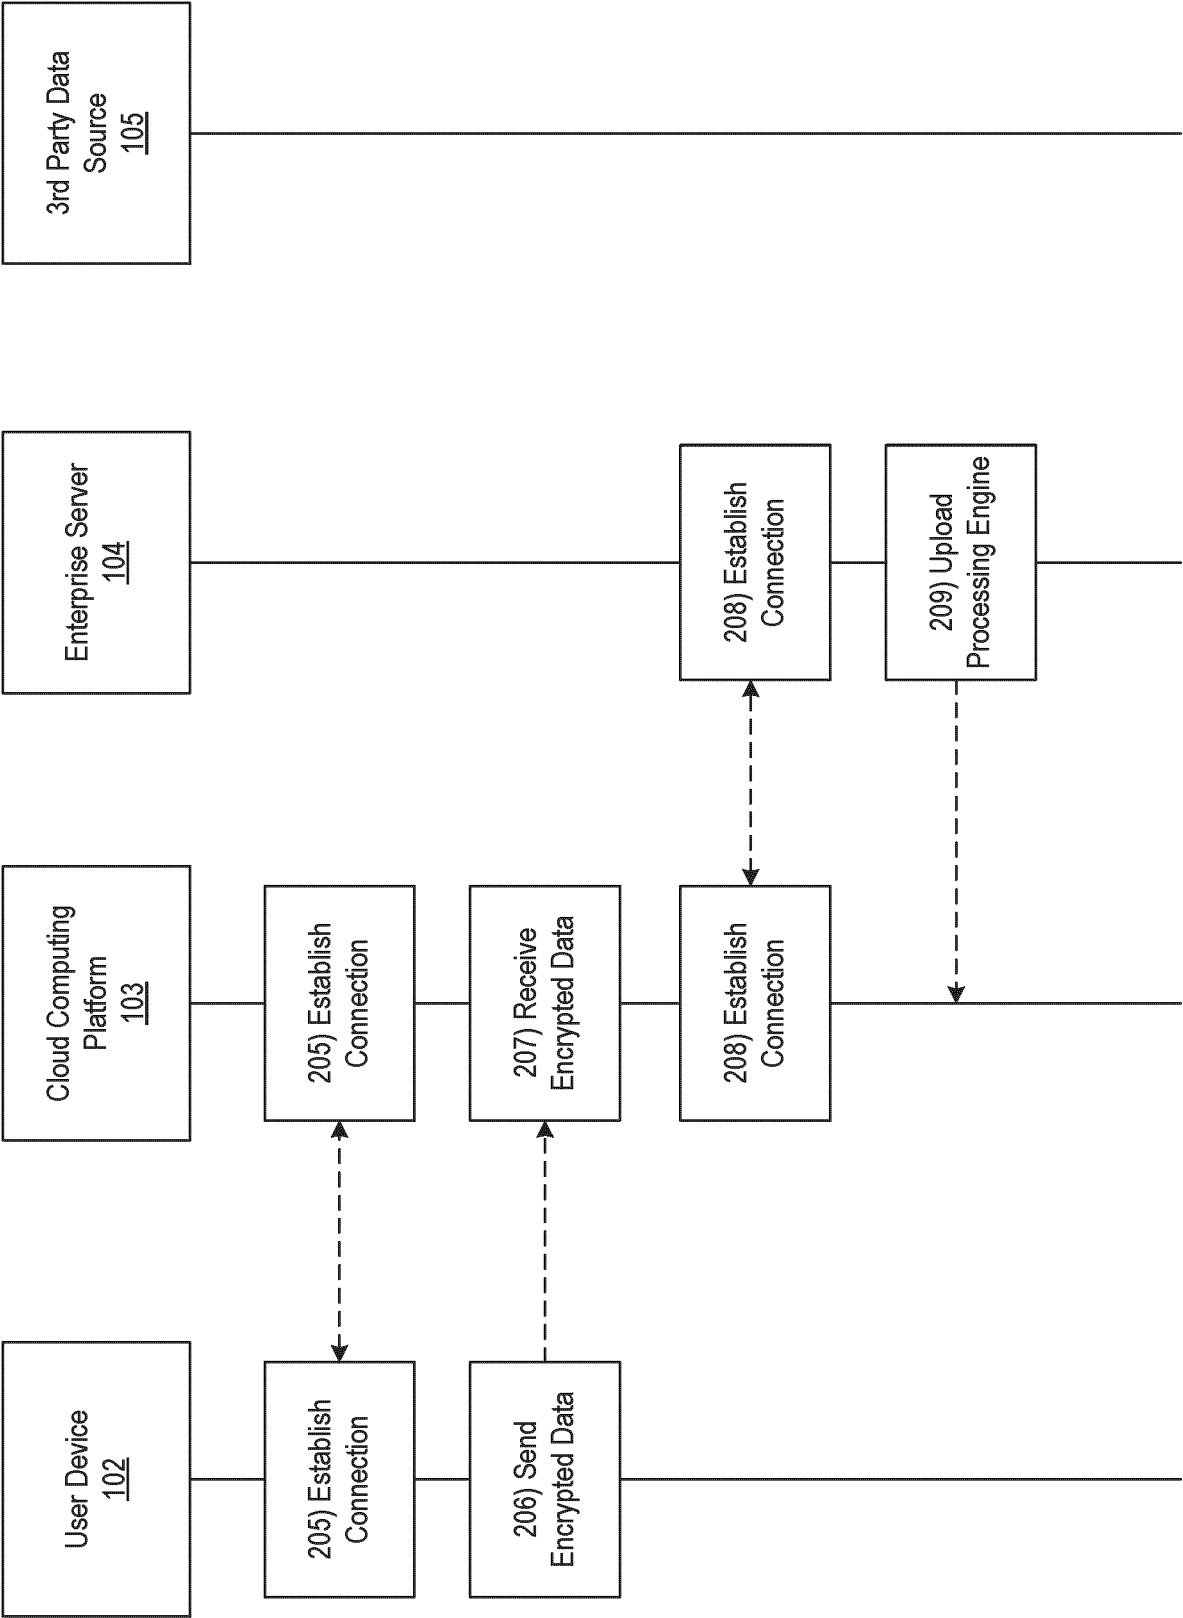 User Device
102
Cloud Computing
Platform
103
Enterprise Server
104
3rd Party Data
Source
105
205) Establish
Connection
205) Establish
Connection
206) Send
Encrypted Data
207) Receive
Encrypted Data
208) Establish
Connection
208) Establish
Connection
209) Upload
Processing Engine